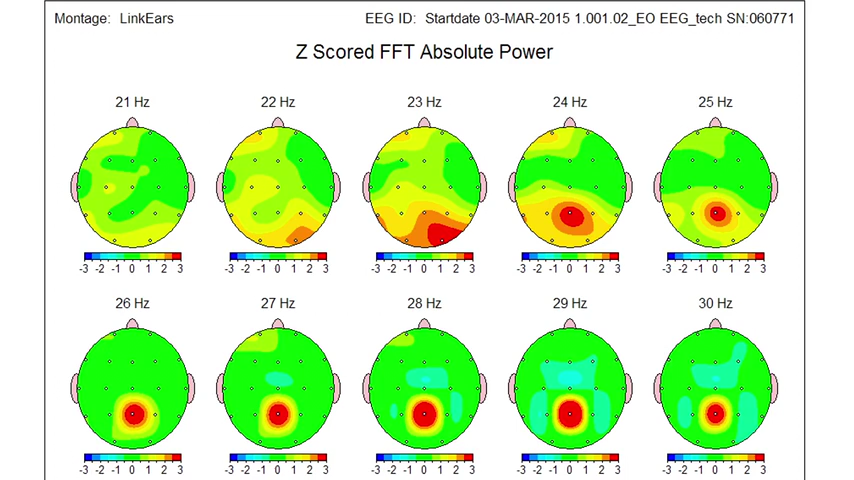 Montage: LinkEars EEG ID: Startdate 03-MAR-2015 1.001.02_EO EEG_tech SN:060771
Z Scored FFT Absolute Power
21 Hz 22 Hz 23 Hz 24 Hz 25 Hz
-3 -2 -1 0 1 2 3 -3 -2 -1 0 1 2 3 -3 -2 -1 0 1 2 3 -3 -2 -1 0 1 2 3 -3 -2 -1 0 1 2 3
26 Hz 27 Hz 28 Hz 29 Hz 30 Hz
-3 -2 -1 0 1 2 3 -3 -2 -1 0 1 2 3 -3 -2 -1 0 1 2 3 -3 -2 -1 0 1 2 3 -3 -2 -1 0 1 2 3